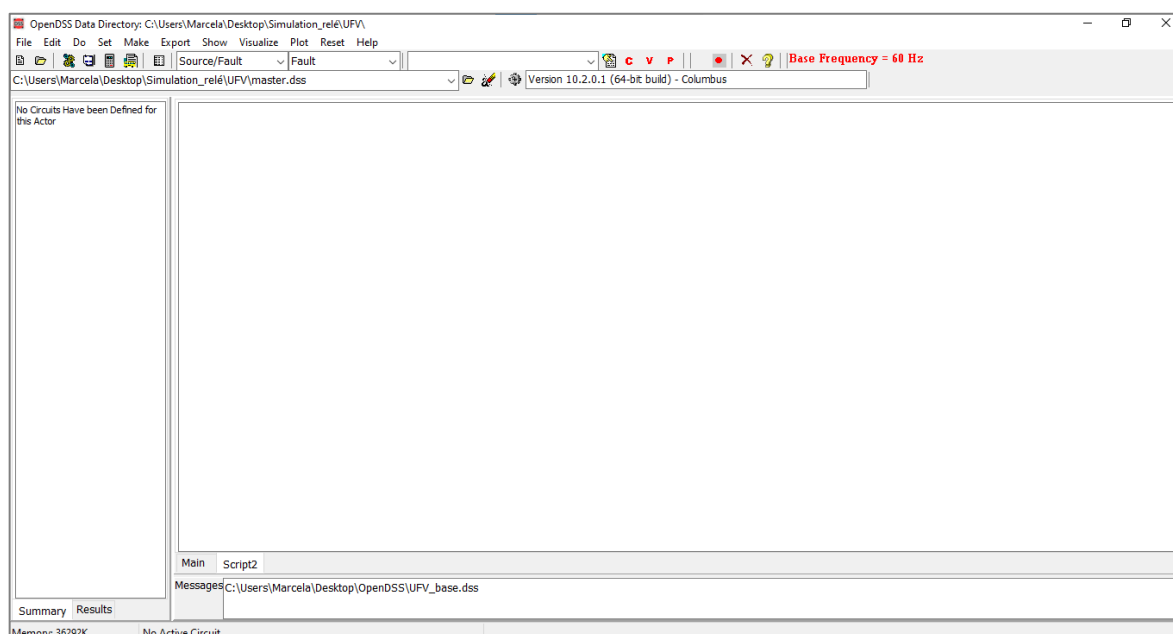 OpenDSS Data Directory: C:\Users\Marcela\Desktop\Simulation_relé\UFV\
File Edit Do Set Make Export Show Visualize Plot Reset Help
Source/Fault Fault C V P Base Frequency = 60 Hz
C:\Users\Marcela\Desktop\Simulation_relé\UFV\master.dss Version 10.2.0.1 (64-bit build) - Columbus
No Circuits Have been Defined for
this Actor
Main Script2
Messages C:\Users\Marcela\Desktop\OpenDSS\UFV_base.dss
Summary Results
Memory: 36292K No Active Circuit